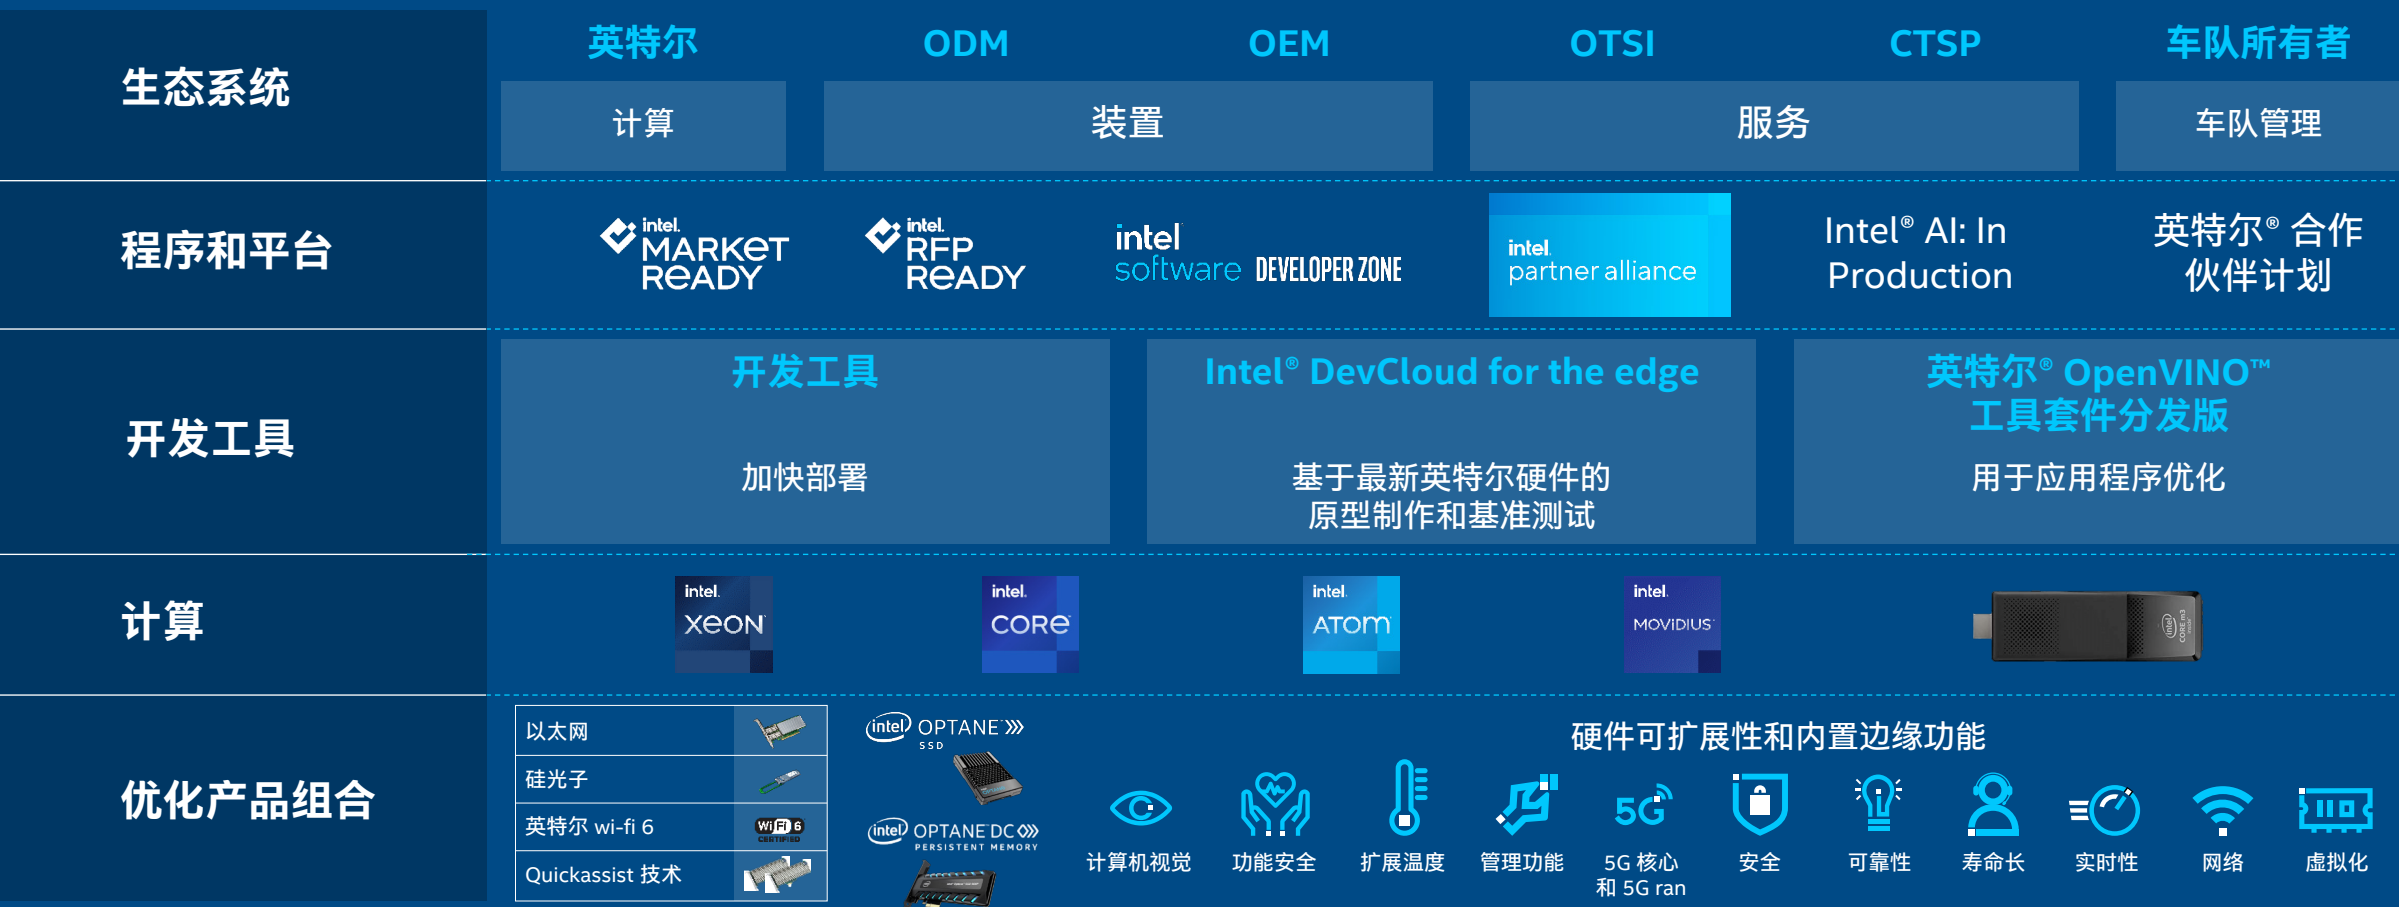 生态系统
英特尔
ODM
OEM
OTSI
CTSP
车队所有者
计算
装置
服务
车队管理
程序和平台
intel.
MARKET
READY
intel.
RFP
READY
intel
software DEVELOPER ZONE
intel.
partner alliance
Intel® AI: In
Production
英特尔® 合作
伙伴计划
开发工具
开发工具
加快部署
Intel® DevCloud for the edge
基于最新英特尔硬件的
原型制作和基准测试
英特尔® OpenVINO™
工具套件分发版
用于应用程序优化
计算
intel.
XEON
intel.
CORE
intel.
ATOM
intel.
MOVIDIUS
intel
CORE m3
优化产品组合
以太网
硅光子
英特尔 wi-fi 6
WiFi 6
CERTIFIED
Quickassist 技术
intel OPTANE
SSD
intel OPTANE DC
PERSISTENT MEMORY
硬件可扩展性和内置边缘功能
计算机视觉
功能安全
扩展温度
管理功能
5G
5G 核心
和 5G ran
安全
可靠性
寿命长
实时性
网络
虚拟化